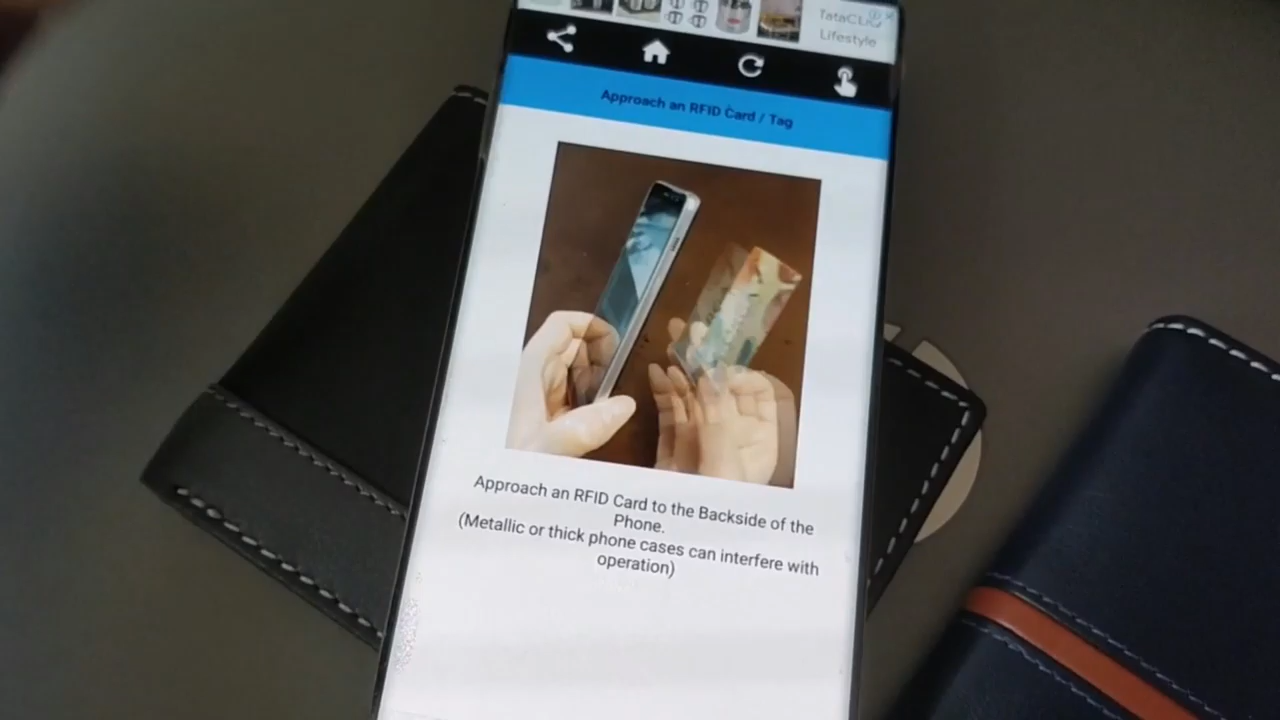 TataCLiQ
Lifestyle
Approach an RFID Card / Tag
Approach an RFID Card to the Backside of the
Phone.
(Metallic or thick phone cases can interfere with
operation)